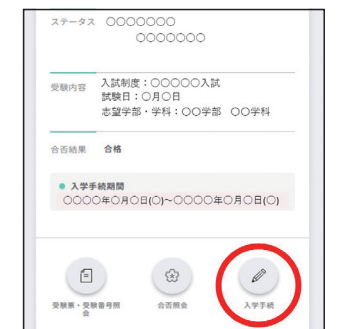 ステータス 〇〇〇〇〇〇〇
〇〇〇〇〇〇〇
受験内容 入試制度：〇〇〇〇〇入試
試験日：〇月〇日
志望学部・学科：〇〇学部 〇〇学科
合否結果 合格
● 入学手続期間
〇〇〇〇年〇月〇日(〇)~〇〇〇〇年〇月〇日(〇)
受験票・受験番号照会
合否照会
入学手続